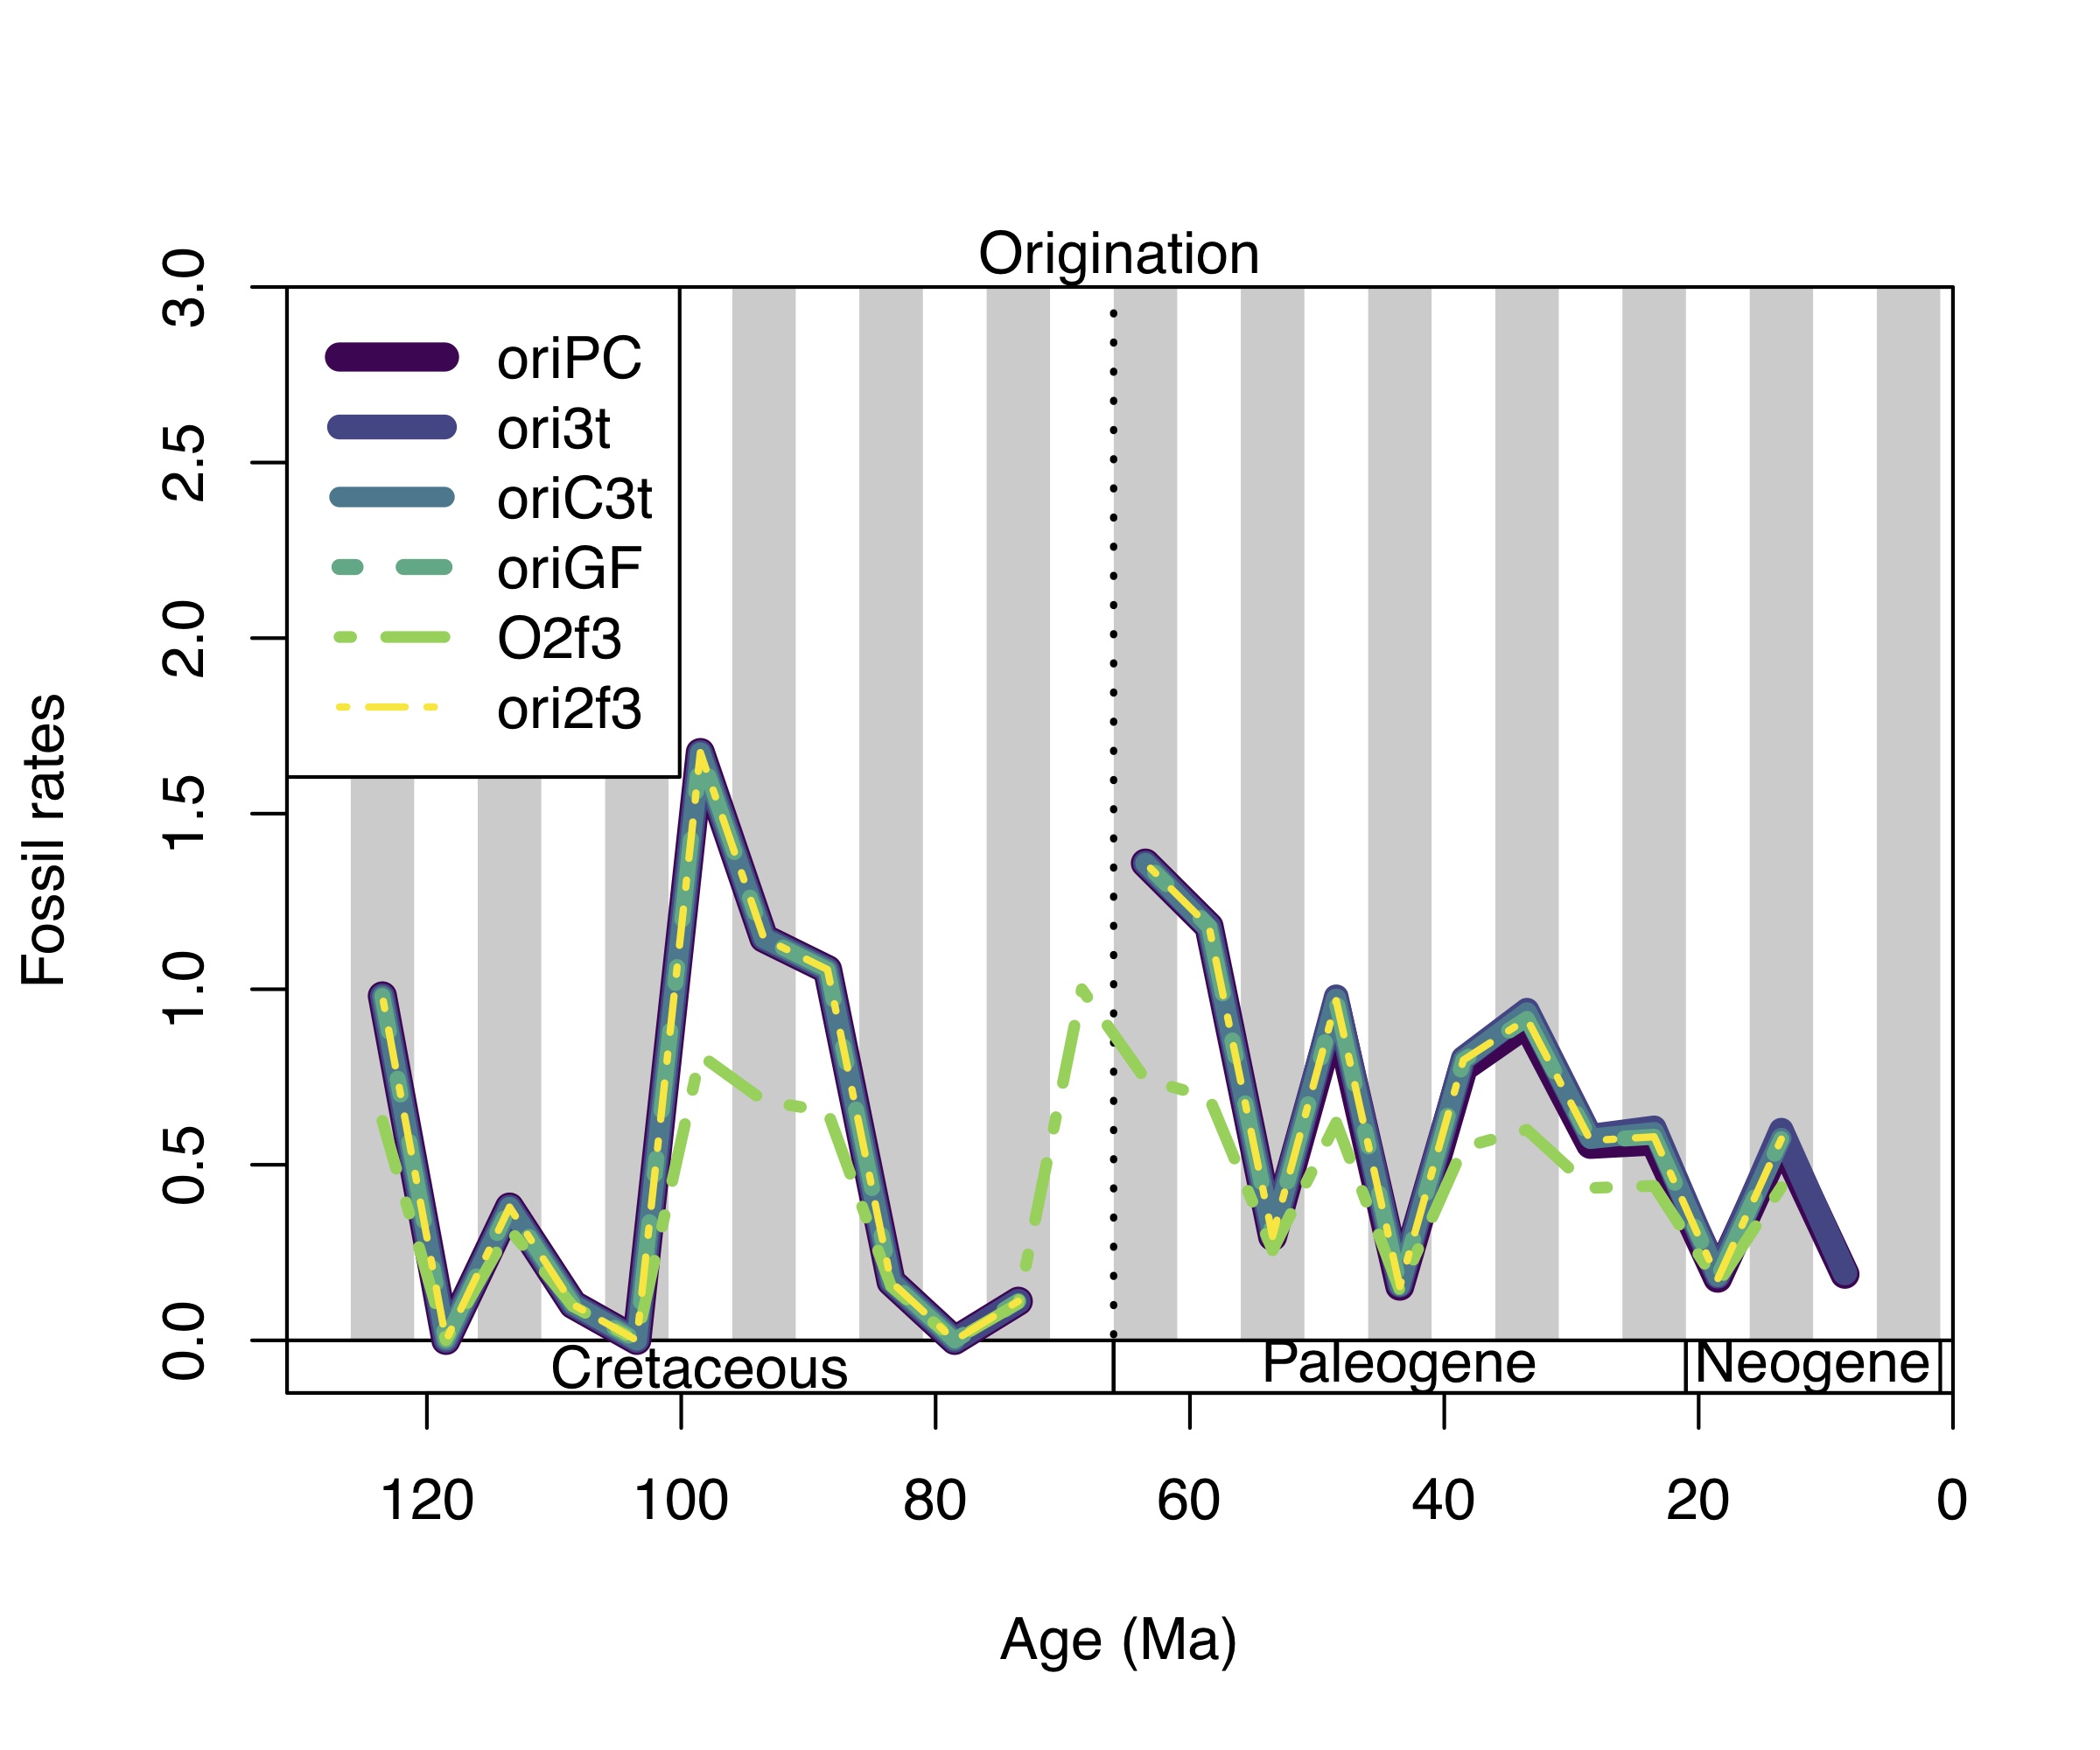 Origination
3.0
2.5
2.0
1.5
1.0
0.5
0.0
Fossil rates
oriPC
ori3t
oriC3t
oriGF
O2f3
ori2f3
Cretaceous Paleogene Neogene
120 100 80 60 40 20 0
Age (Ma)